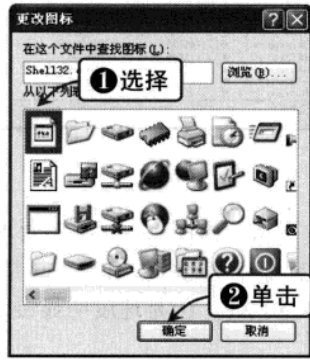 更改图标
在这个文件中查找图标(L):
Shell32.
浏览(B)...
❶选择
从以下列
❷单击
确定
取消